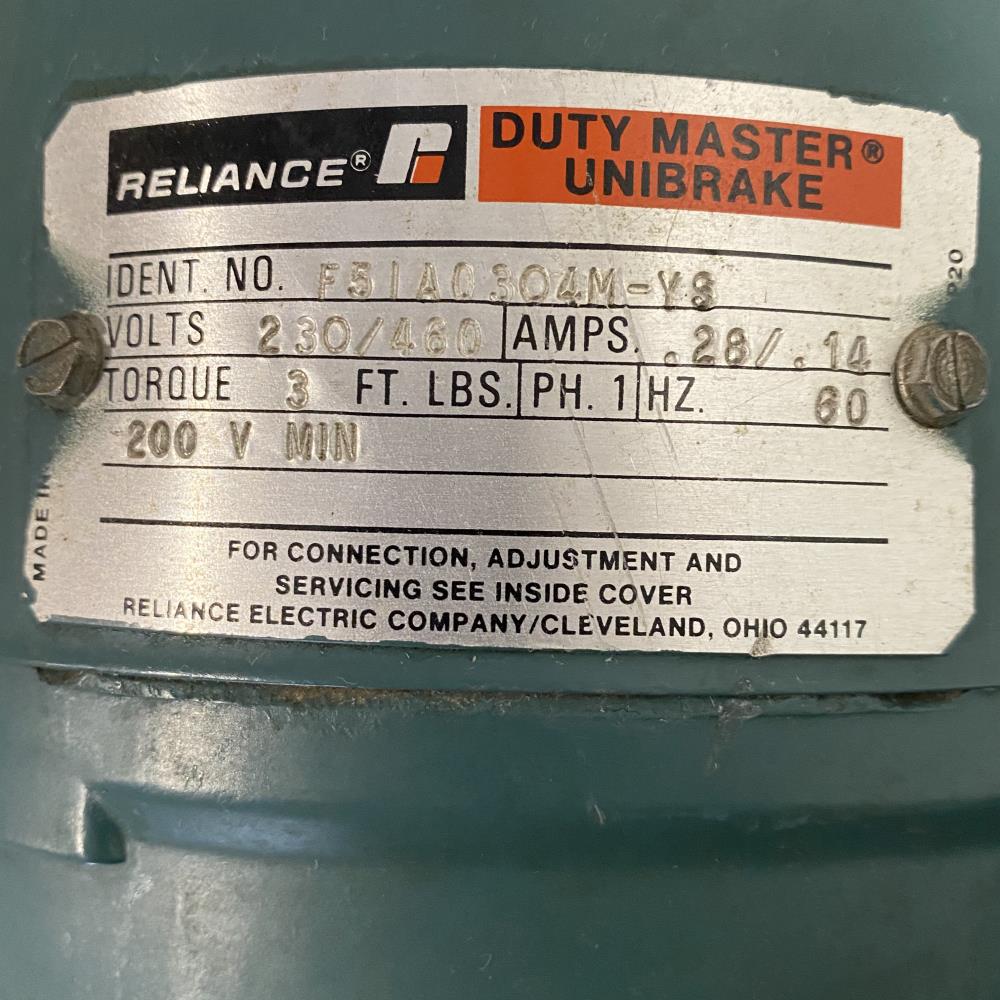 RELIANCE®
DUTY MASTER®
UNIBRAKE
IDENT. NO. F51A0304M-YS
VOLTS 230/460 AMPS. .28/.14
TORQUE 3 FT. LBS. PH. 1 HZ. 60
200 V MIN
FOR CONNECTION, ADJUSTMENT AND
SERVICING SEE INSIDE COVER
RELIANCE ELECTRIC COMPANY/CLEVELAND, OHIO 44117
MADE IN